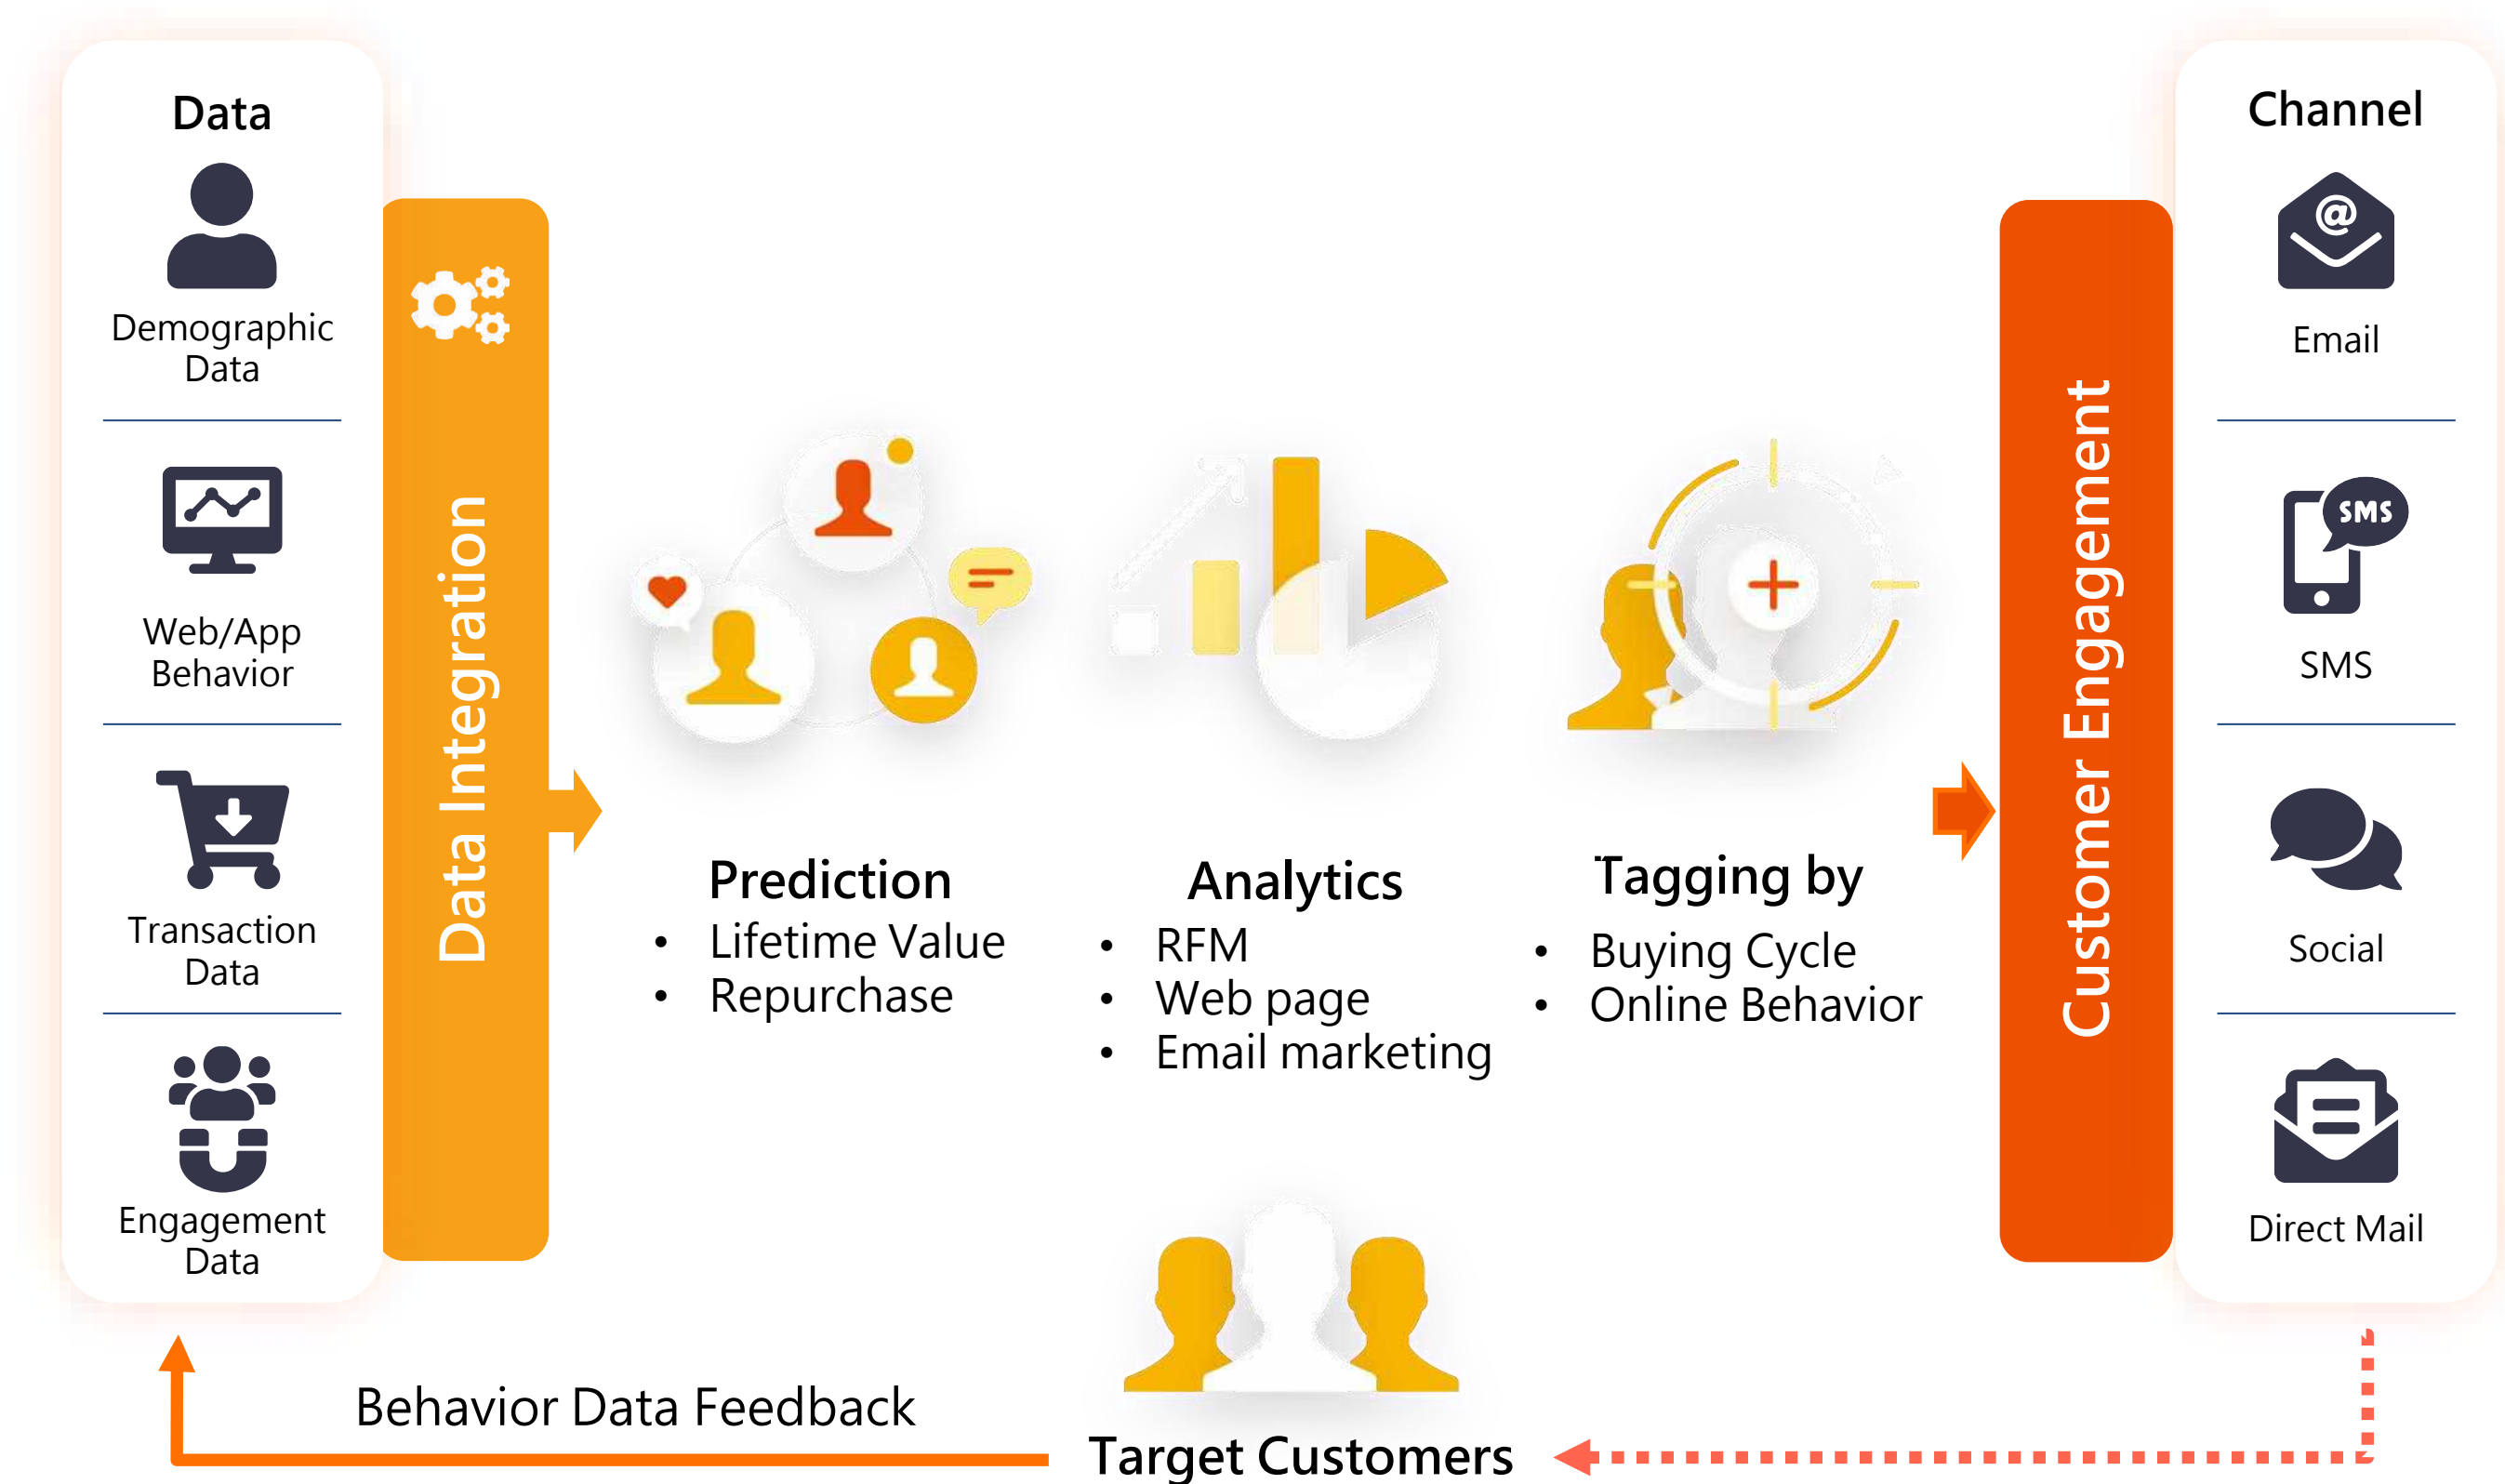 Data
Demographic
Data
Web/App
Behavior
Transaction
Data
Engagement
Data
Data Integration
Prediction
• Lifetime Value
• Repurchase
Analytics
• RFM
• Web page
• Email marketing
Tagging by
• Buying Cycle
• Online Behavior
Customer Engagement
Channel
@
Email
SMS
SMS
Social
Direct Mail
Behavior Data Feedback
Target Customers